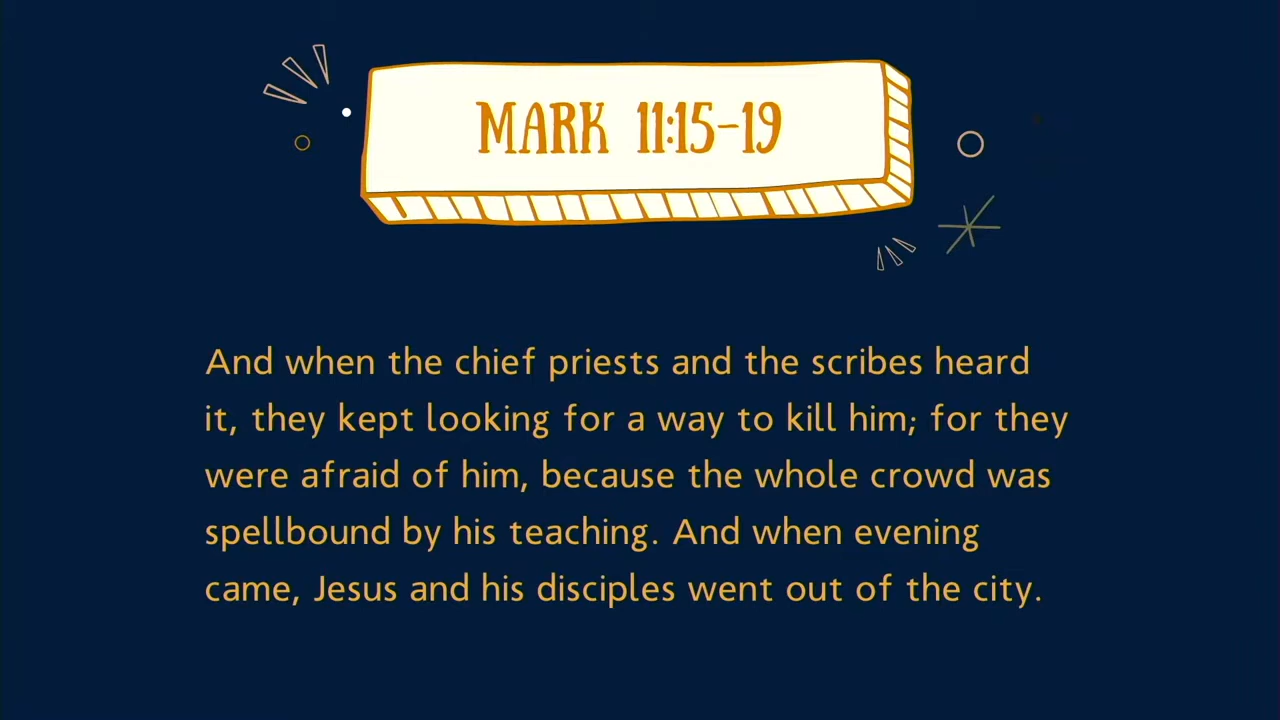 MARK 11:15-19
And when the chief priests and the scribes heard
it, they kept looking for a way to kill him; for they
were afraid of him, because the whole crowd was
spellbound by his teaching. And when evening
came, Jesus and his disciples went out of the city.